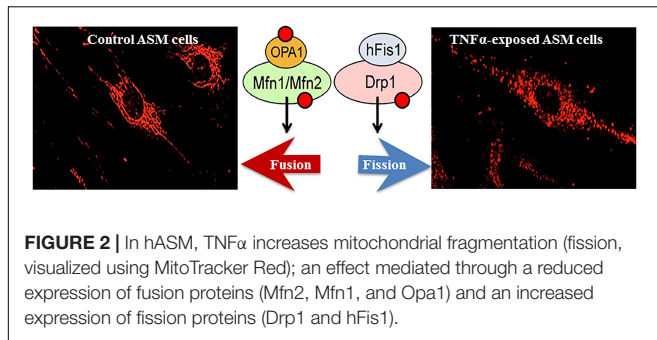 Control ASM cells
TNFα-exposed ASM cells
OPA1
hFis1
Mfn1/Mfn2
Drp1
Fusion
Fission
FIGURE 2 | In hASM, TNFα increases mitochondrial fragmentation (fission,
visualized using MitoTracker Red); an effect mediated through a reduced
expression of fusion proteins (Mfn2, Mfn1, and Opa1) and an increased
expression of fission proteins (Drp1 and hFis1).